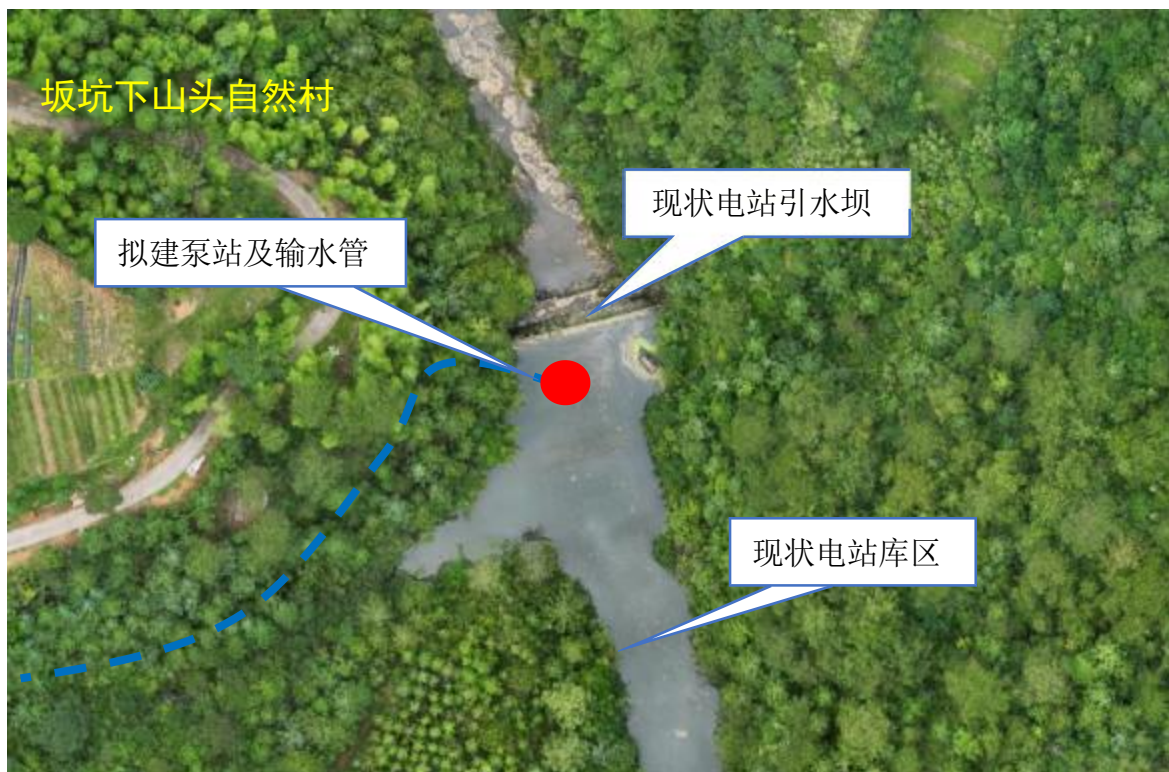 坂坑下山头自然村
现状电站引水坝
拟建泵站及输水管
现状电站库区